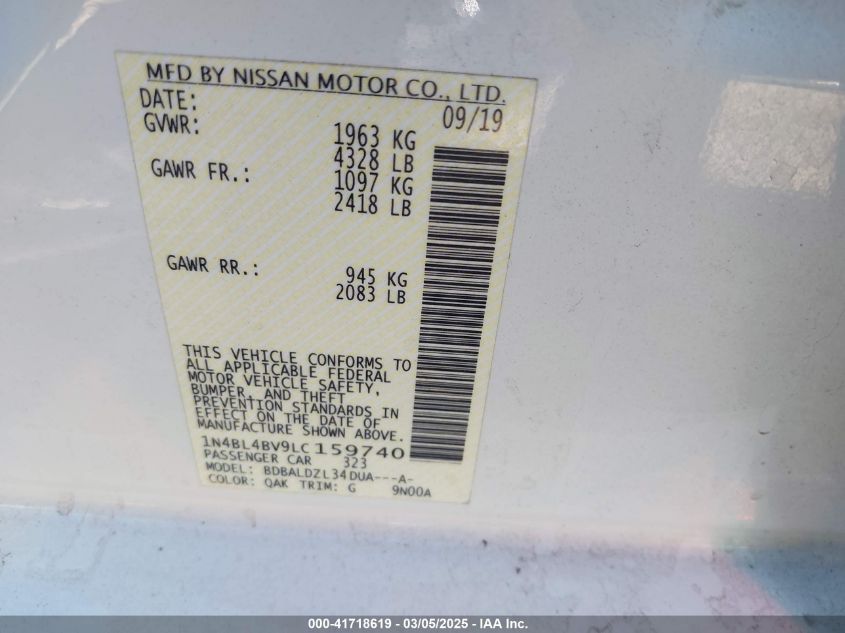 MFD BY NISSAN MOTOR CO., LTD.
DATE: 09/19
GVWR: 1963 KG
4328 LB
GAWR FR.: 1097 KG
2418 LB
GAWR RR.: 945 KG
2083 LB
THIS VEHICLE CONFORMS TO
ALL APPLICABLE FEDERAL
MOTOR VEHICLE SAFETY,
BUMPER, AND THEFT
PREVENTION STANDARDS IN
EFFECT ON THE DATE OF
MANUFACTURE SHOWN ABOVE.
1N4BL4BV9LC159740
PASSENGER CAR 323
MODEL: BDBALDZL34DUA---A-
COLOR: QAK TRIM: G 9N00A
000-41718619 - 03/05/2025 - IAA Inc.